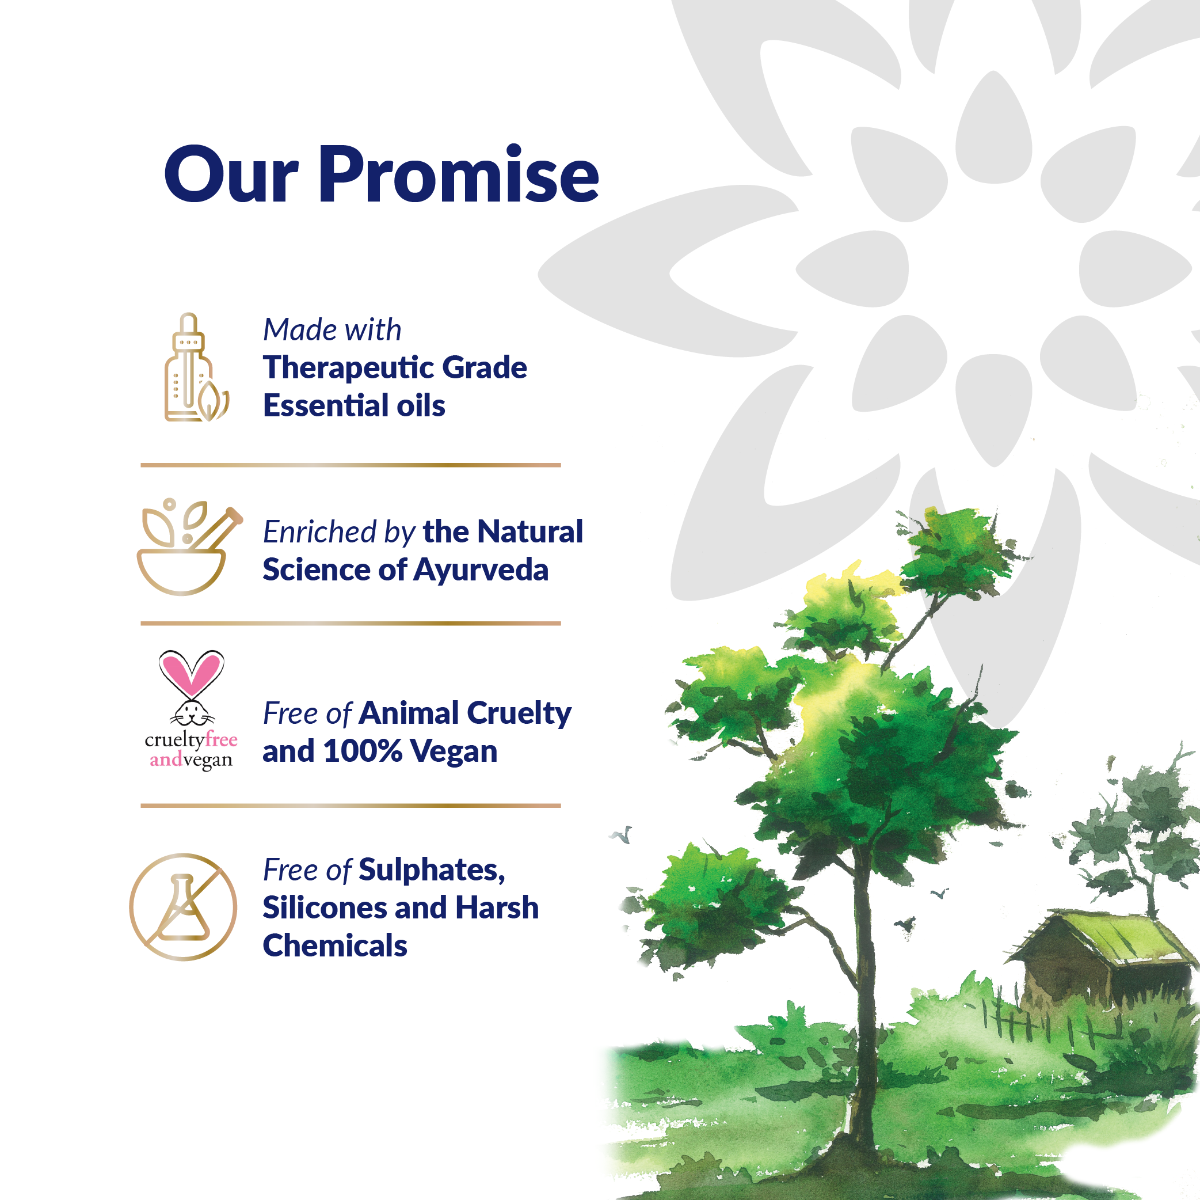 Our Promise
Made with
Therapeutic Grade
Essential oils
Enriched by the Natural
Science of Ayurveda
crueltyfree
andvegan
Free of Animal Cruelty
and 100% Vegan
Free of Sulphates,
Silicones and Harsh
Chemicals